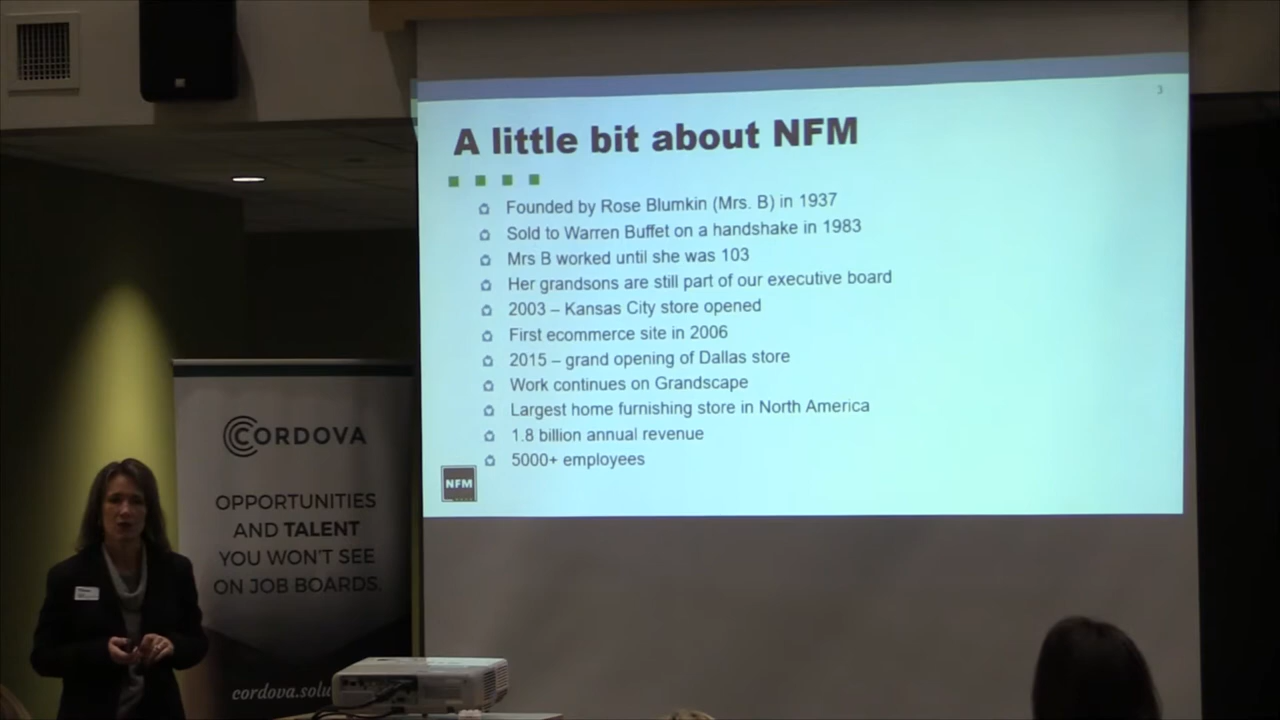 3
A little bit about NFM
Founded by Rose Blumkin (Mrs. B) in 1937
Sold to Warren Buffet on a handshake in 1983
Mrs B worked until she was 103
Her grandsons are still part of our executive board
2003 – Kansas City store opened
First ecommerce site in 2006
2015 – grand opening of Dallas store
Work continues on Grandscape
Largest home furnishing store in North America
1.8 billion annual revenue
5000+ employees
NFM
CORDOVA
OPPORTUNITIES
AND TALENT
YOU WON'T SEE
ON JOB BOARDS.
cordova.solu